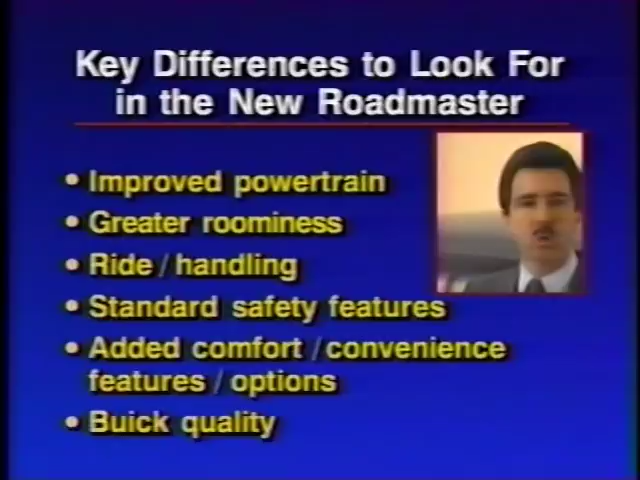 Key Differences to Look For
in the New Roadmaster
• Improved powertrain
• Greater roominess
• Ride / handling
• Standard safety features
• Added comfort / convenience
features / options
• Buick quality